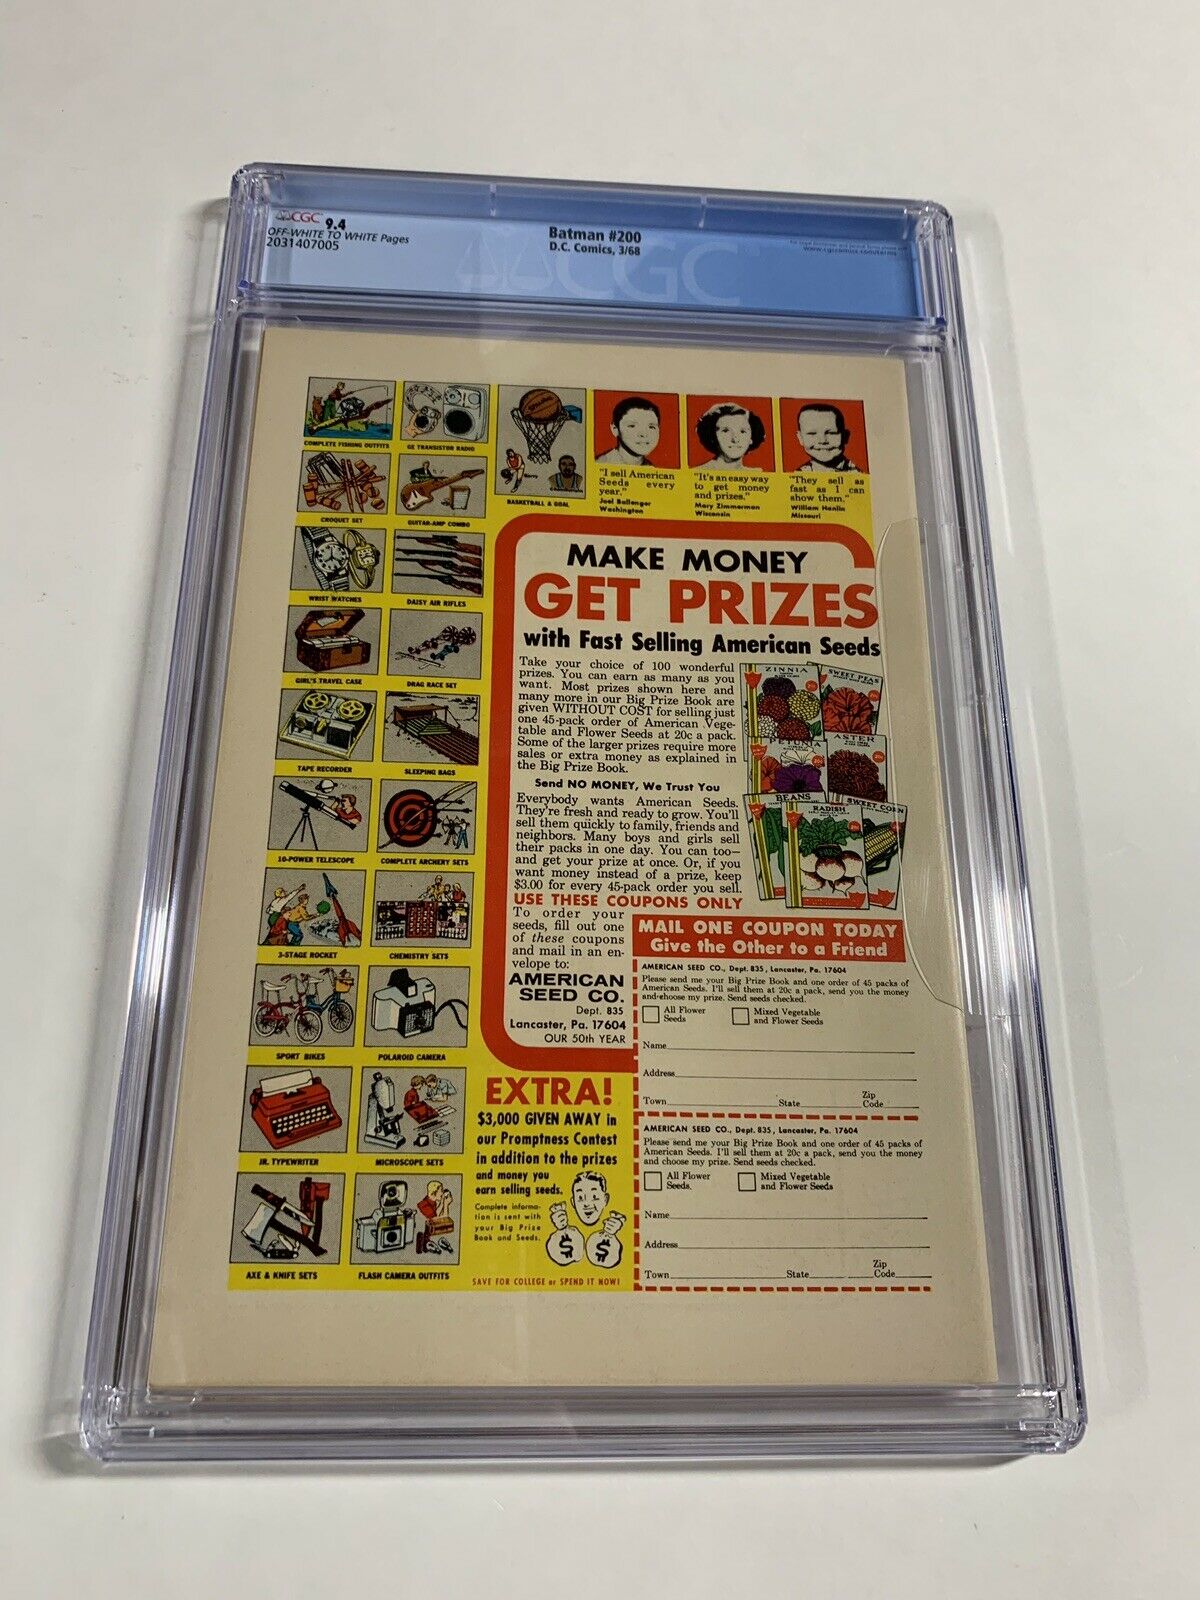 CGC 9.4
OFF-WHITE TO WHITE Pages
2031407005
Batman #200
D.C. Comics, 3/68
www.cgccomics.com/terms
CGC
COMPLETE FISHING OUTFITS
GE TRANSISTOR RADIO
BASKETBALL & GOAL
CROQUET SET
GUITAR-AMP COMBO
WRIST WATCHES
DAISY AIR RIFLES
GIRL'S TRAVEL CASE
DRAG RACE SET
TAPE RECORDER
SLEEPING BAGS
10-POWER TELESCOPE
COMPLETE ARCHERY SETS
3-STAGE ROCKET
CHEMISTRY SETS
SPORT BIKES
POLAROID CAMERA
JR. TYPEWRITER
MICROSCOPE SETS
AXE & KNIFE SETS
FLASH CAMERA OUTFITS
"I sell American
Seeds every
year."
Joel Ballenger
Washington
"It's an easy way
to get money
and prizes."
Mary Zimmerman
Wisconsin
"They sell as
fast as I can
show them."
William Hanlin
Missouri
MAKE MONEY
GET PRIZES
with Fast Selling American Seeds
Take your choice of 100 wonderful
prizes. You can earn as many as you
want. Most prizes shown here and
many more in our Big Prize Book are
given WITHOUT COST for selling just
one 45-pack order of American Vege-
table and Flower Seeds at 20c a pack.
Some of the larger prizes require more
sales or extra money as explained in
the Big Prize Book.
Send NO MONEY, We Trust You
Everybody wants American Seeds.
They're fresh and ready to grow. You'll
sell them quickly to family, friends and
neighbors. Many boys and girls sell
their packs in one day. You can too—
and get your prize at once. Or, if you
want money instead of a prize, keep
$3.00 for every 45-pack order you sell.
USE THESE COUPONS ONLY
To order your
seeds, fill out one
of these coupons
and mail in an en-
velope to:
AMERICAN
SEED CO.
Dept. 835
Lancaster, Pa. 17604
OUR 50th YEAR
ZINNIA
SWEET PEAS
PETUNIA
ASTER
BEANS
RADISH
SWEET CORN
MAIL ONE COUPON TODAY
Give the Other to a Friend
AMERICAN SEED CO., Dept. 835, Lancaster, Pa. 17604
Please send me your Big Prize Book and one order of 45 packs of
American Seeds. I'll sell them at 20c a pack, send you the money
and choose my prize. Send seeds checked.
All Flower
Seeds
Mixed Vegetable
and Flower Seeds
Name
Address
Town State Zip
Code
AMERICAN SEED CO., Dept. 835, Lancaster, Pa. 17604
Please send me your Big Prize Book and one order of 45 packs of
American Seeds. I'll sell them at 20c a pack, send you the money
and choose my prize. Send seeds checked.
All Flower
Seeds.
Mixed Vegetable
and Flower Seeds
Name
Address
Town State Zip
Code
EXTRA!
$3,000 GIVEN AWAY in
our Promptness Contest
in addition to the prizes
and money you
earn selling seeds.
Complete informa-
tion is sent with
your Big Prize
Book and Seeds.
$ $
SAVE FOR COLLEGE or SPEND IT NOW!